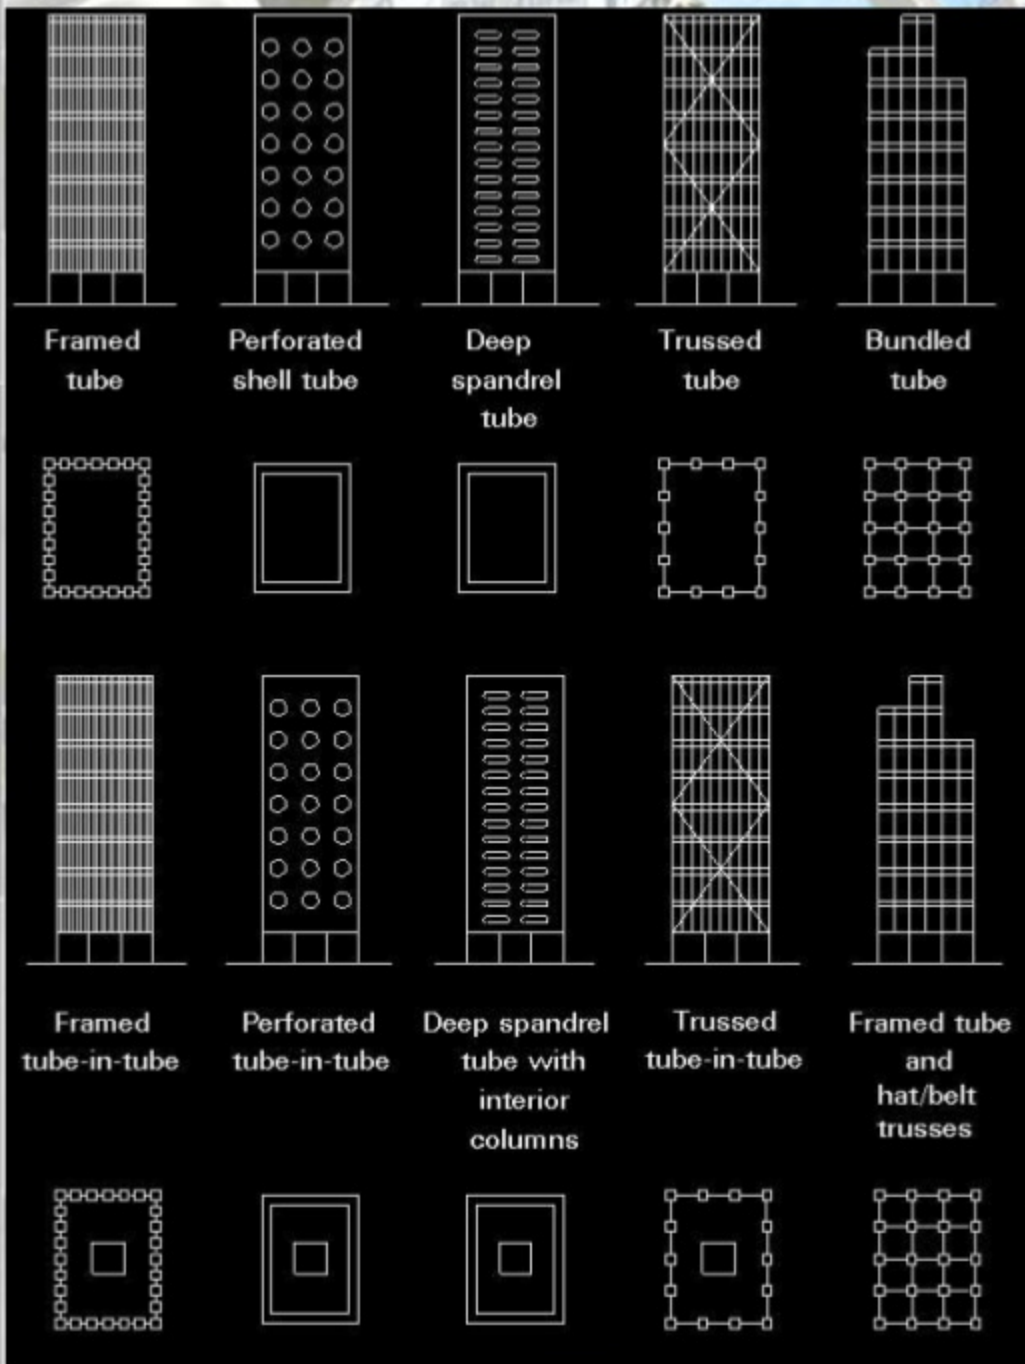 Framed
tube
Perforated
shell tube
Deep
spandrel
tube
Trussed
tube
Bundled
tube
Framed
tube-in-tube
Perforated
tube-in-tube
Deep spandrel
tube with
interior
columns
Trussed
tube-in-tube
Framed tube
and
hat/belt
trusses